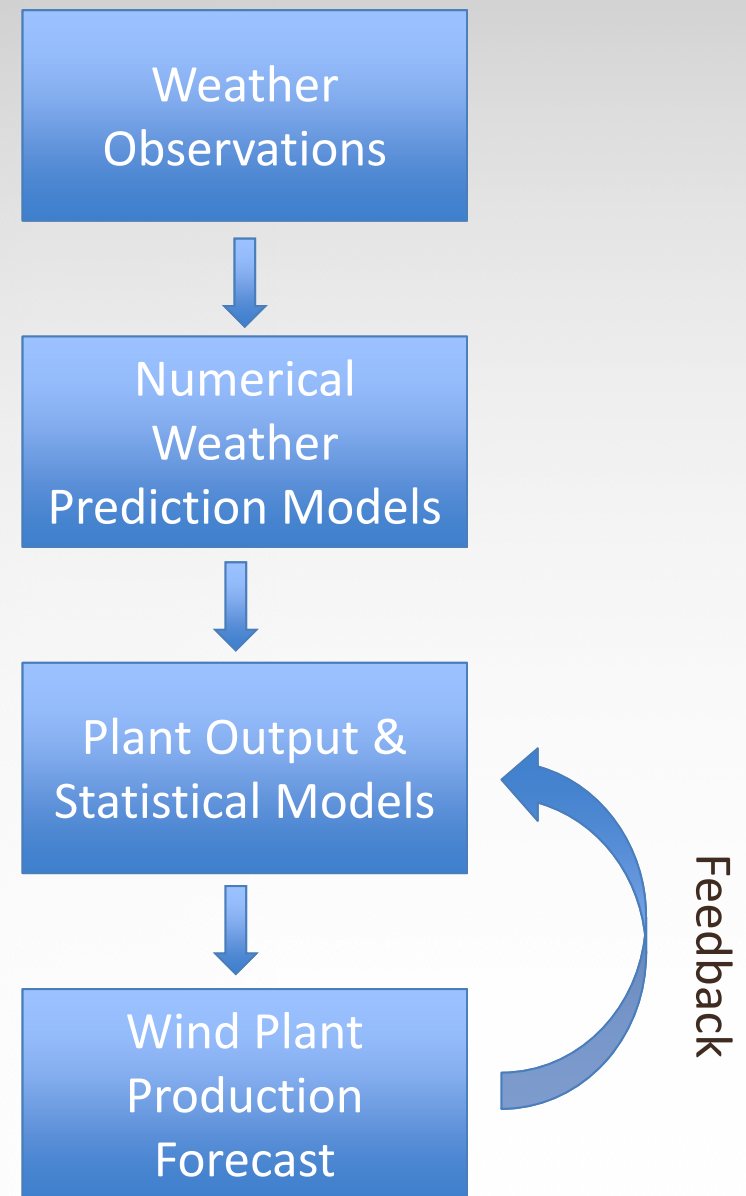 Weather
Observations
Numerical
Weather
Prediction Models
Plant Output &
Statistical Models
Feedback
Wind Plant
Production
Forecast